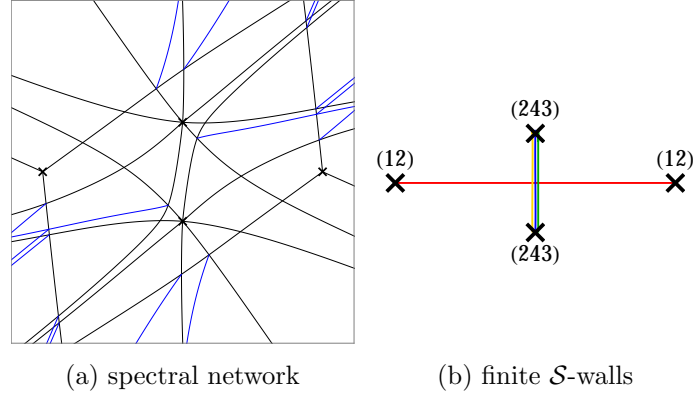 (243)
(12) (12)
(243)
(a) spectral network (b) finite 𝒮-walls